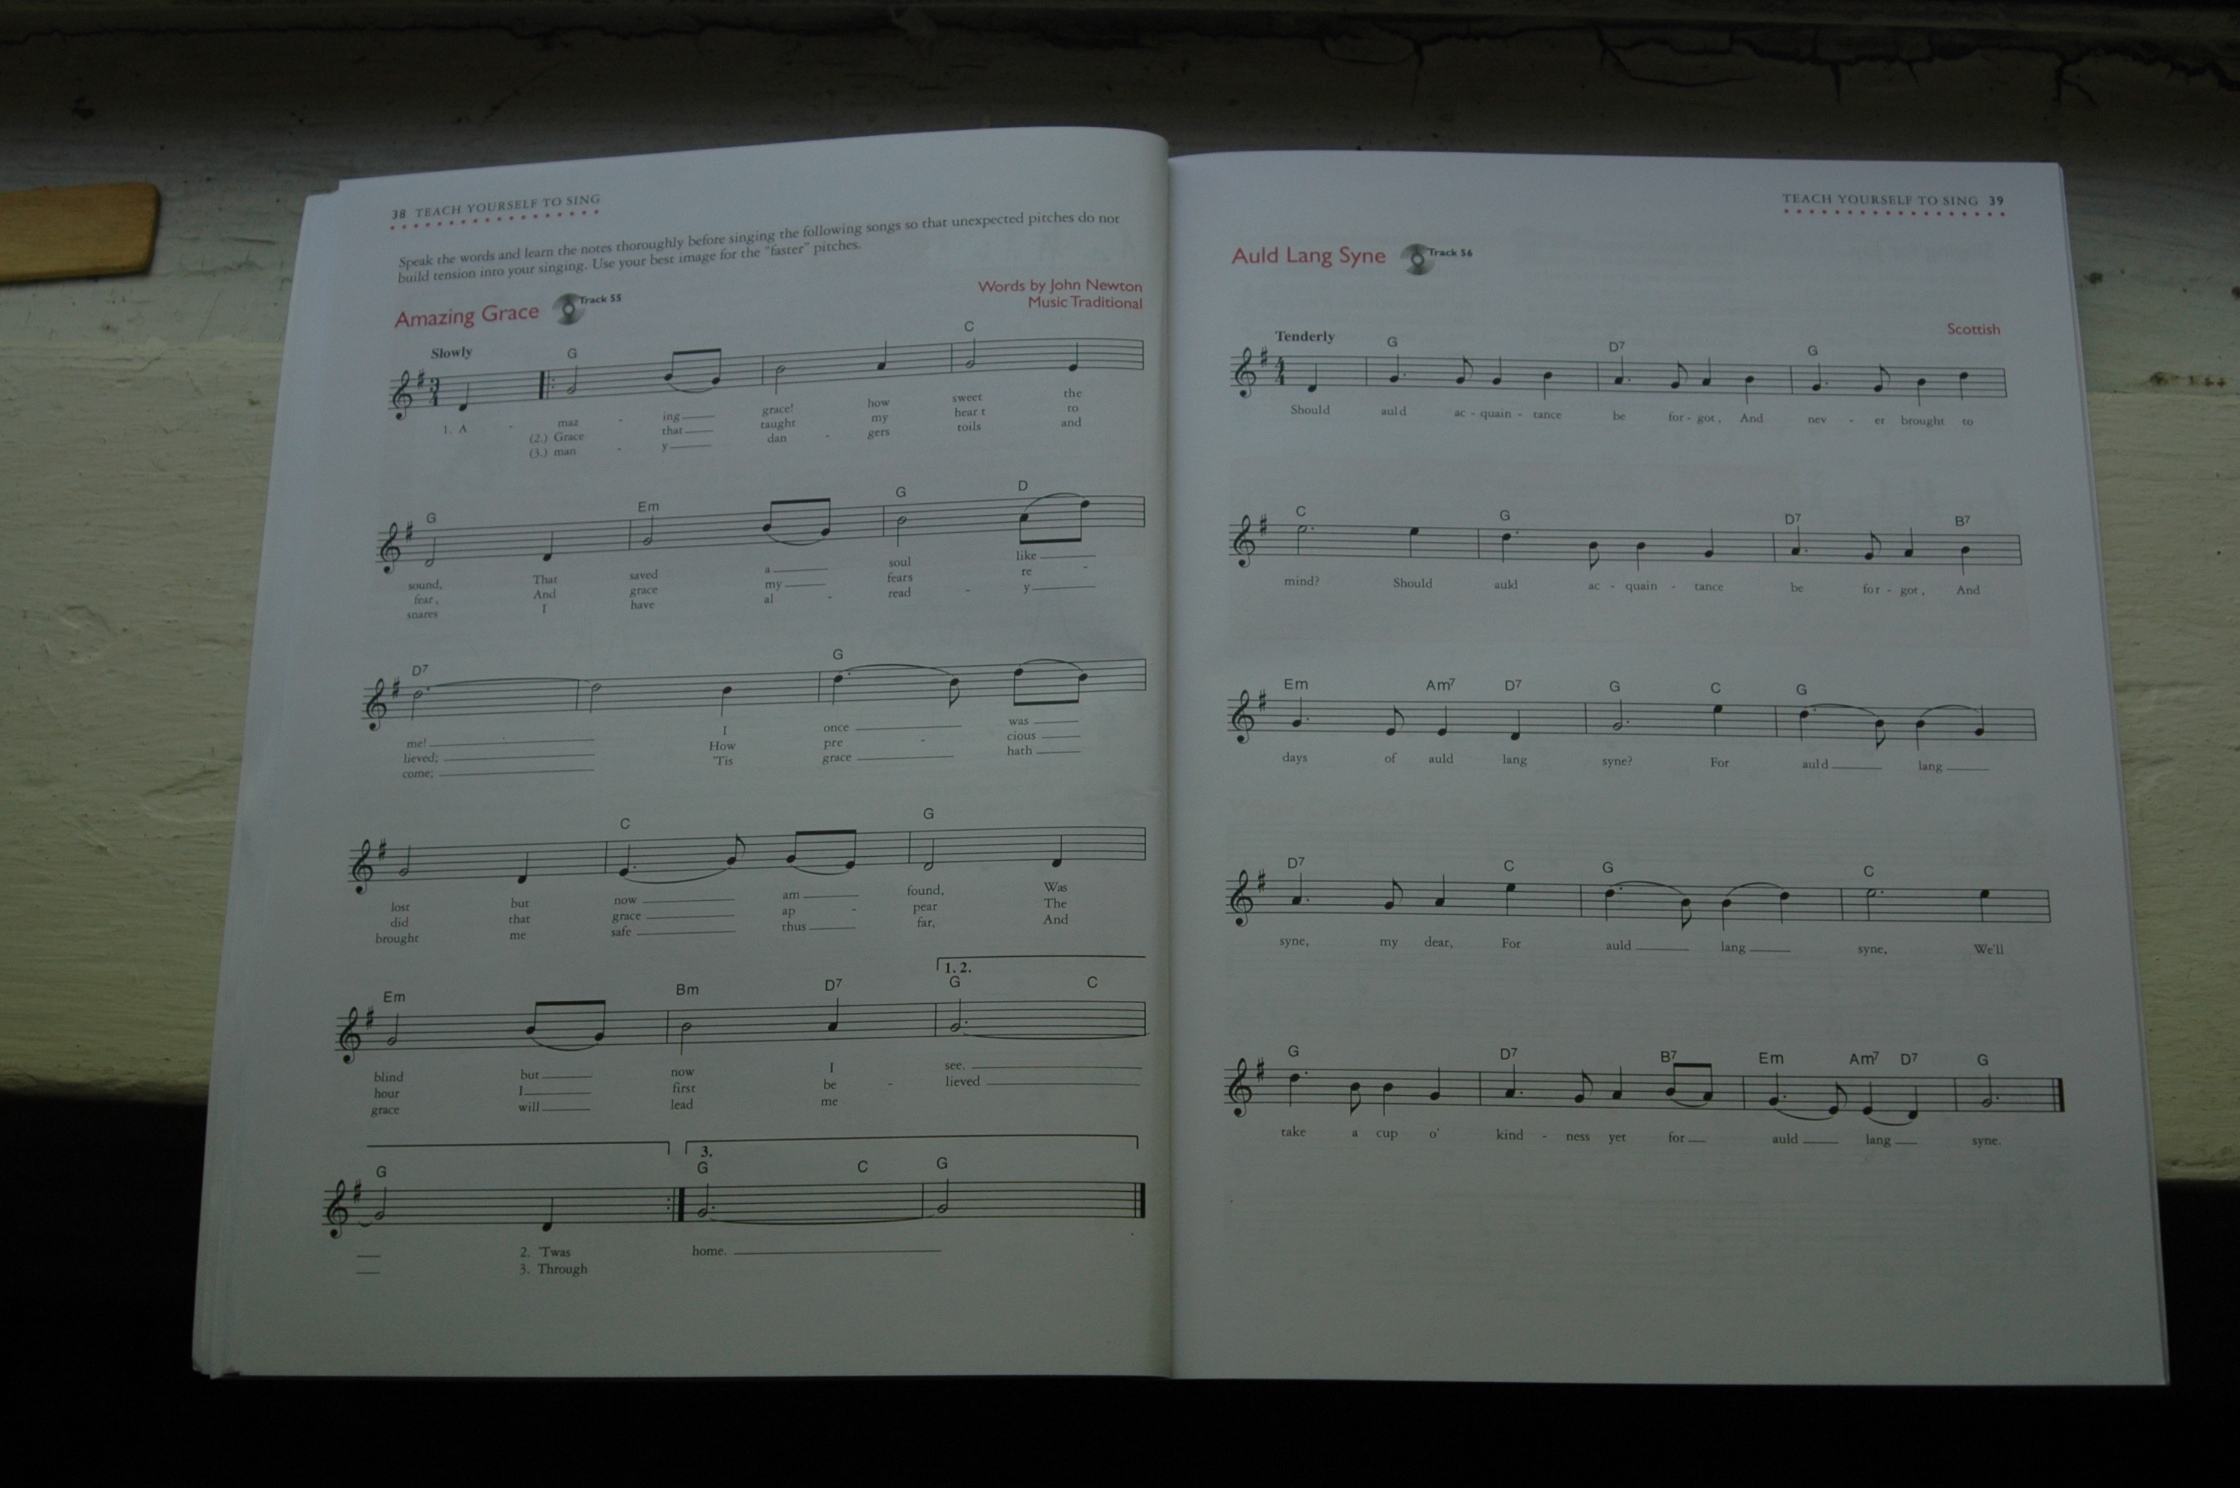 38 TEACH YOURSELF TO SING
Speak the words and learn the notes thoroughly before singing the following songs so that unexpected pitches do not
build tension into your singing. Use your best image for the "faster" pitches.
Amazing Grace Track 55
Words by John Newton
Music Traditional
Slowly
G C
1. A - maz - ing grace! how sweet the
(2.) Grace that taught my heart to
(3.) man - y dan - gers toils and
G Em G D
sound, That saved a soul like
fear, And grace my fears re -
snares I have al - read - y
D7 G
me! I once was
lieved; How pre - cious
come; 'Tis grace hath
C G
lost but now am found, Was
did that grace ap - pear The
brought me safe thus far, And
1. 2.
Em Bm D7 G C
blind but now I see.
hour I first be - lieved
grace will lead me
3.
G G C G
2. 'Twas home.
3. Through
TEACH YOURSELF TO SING 39
Auld Lang Syne Track 56
Scottish
Tenderly
G D7 G
Should auld ac - quain - tance be for - got, And nev - er brought to
C G D7 B7
mind? Should auld ac - quain - tance be for - got, And
Em Am7 D7 G C G
days of auld lang syne? For auld lang
D7 C G C
syne, my dear, For auld lang syne, We'll
G D7 B7 Em Am7 D7 G
take a cup o' kind - ness yet for auld lang syne.